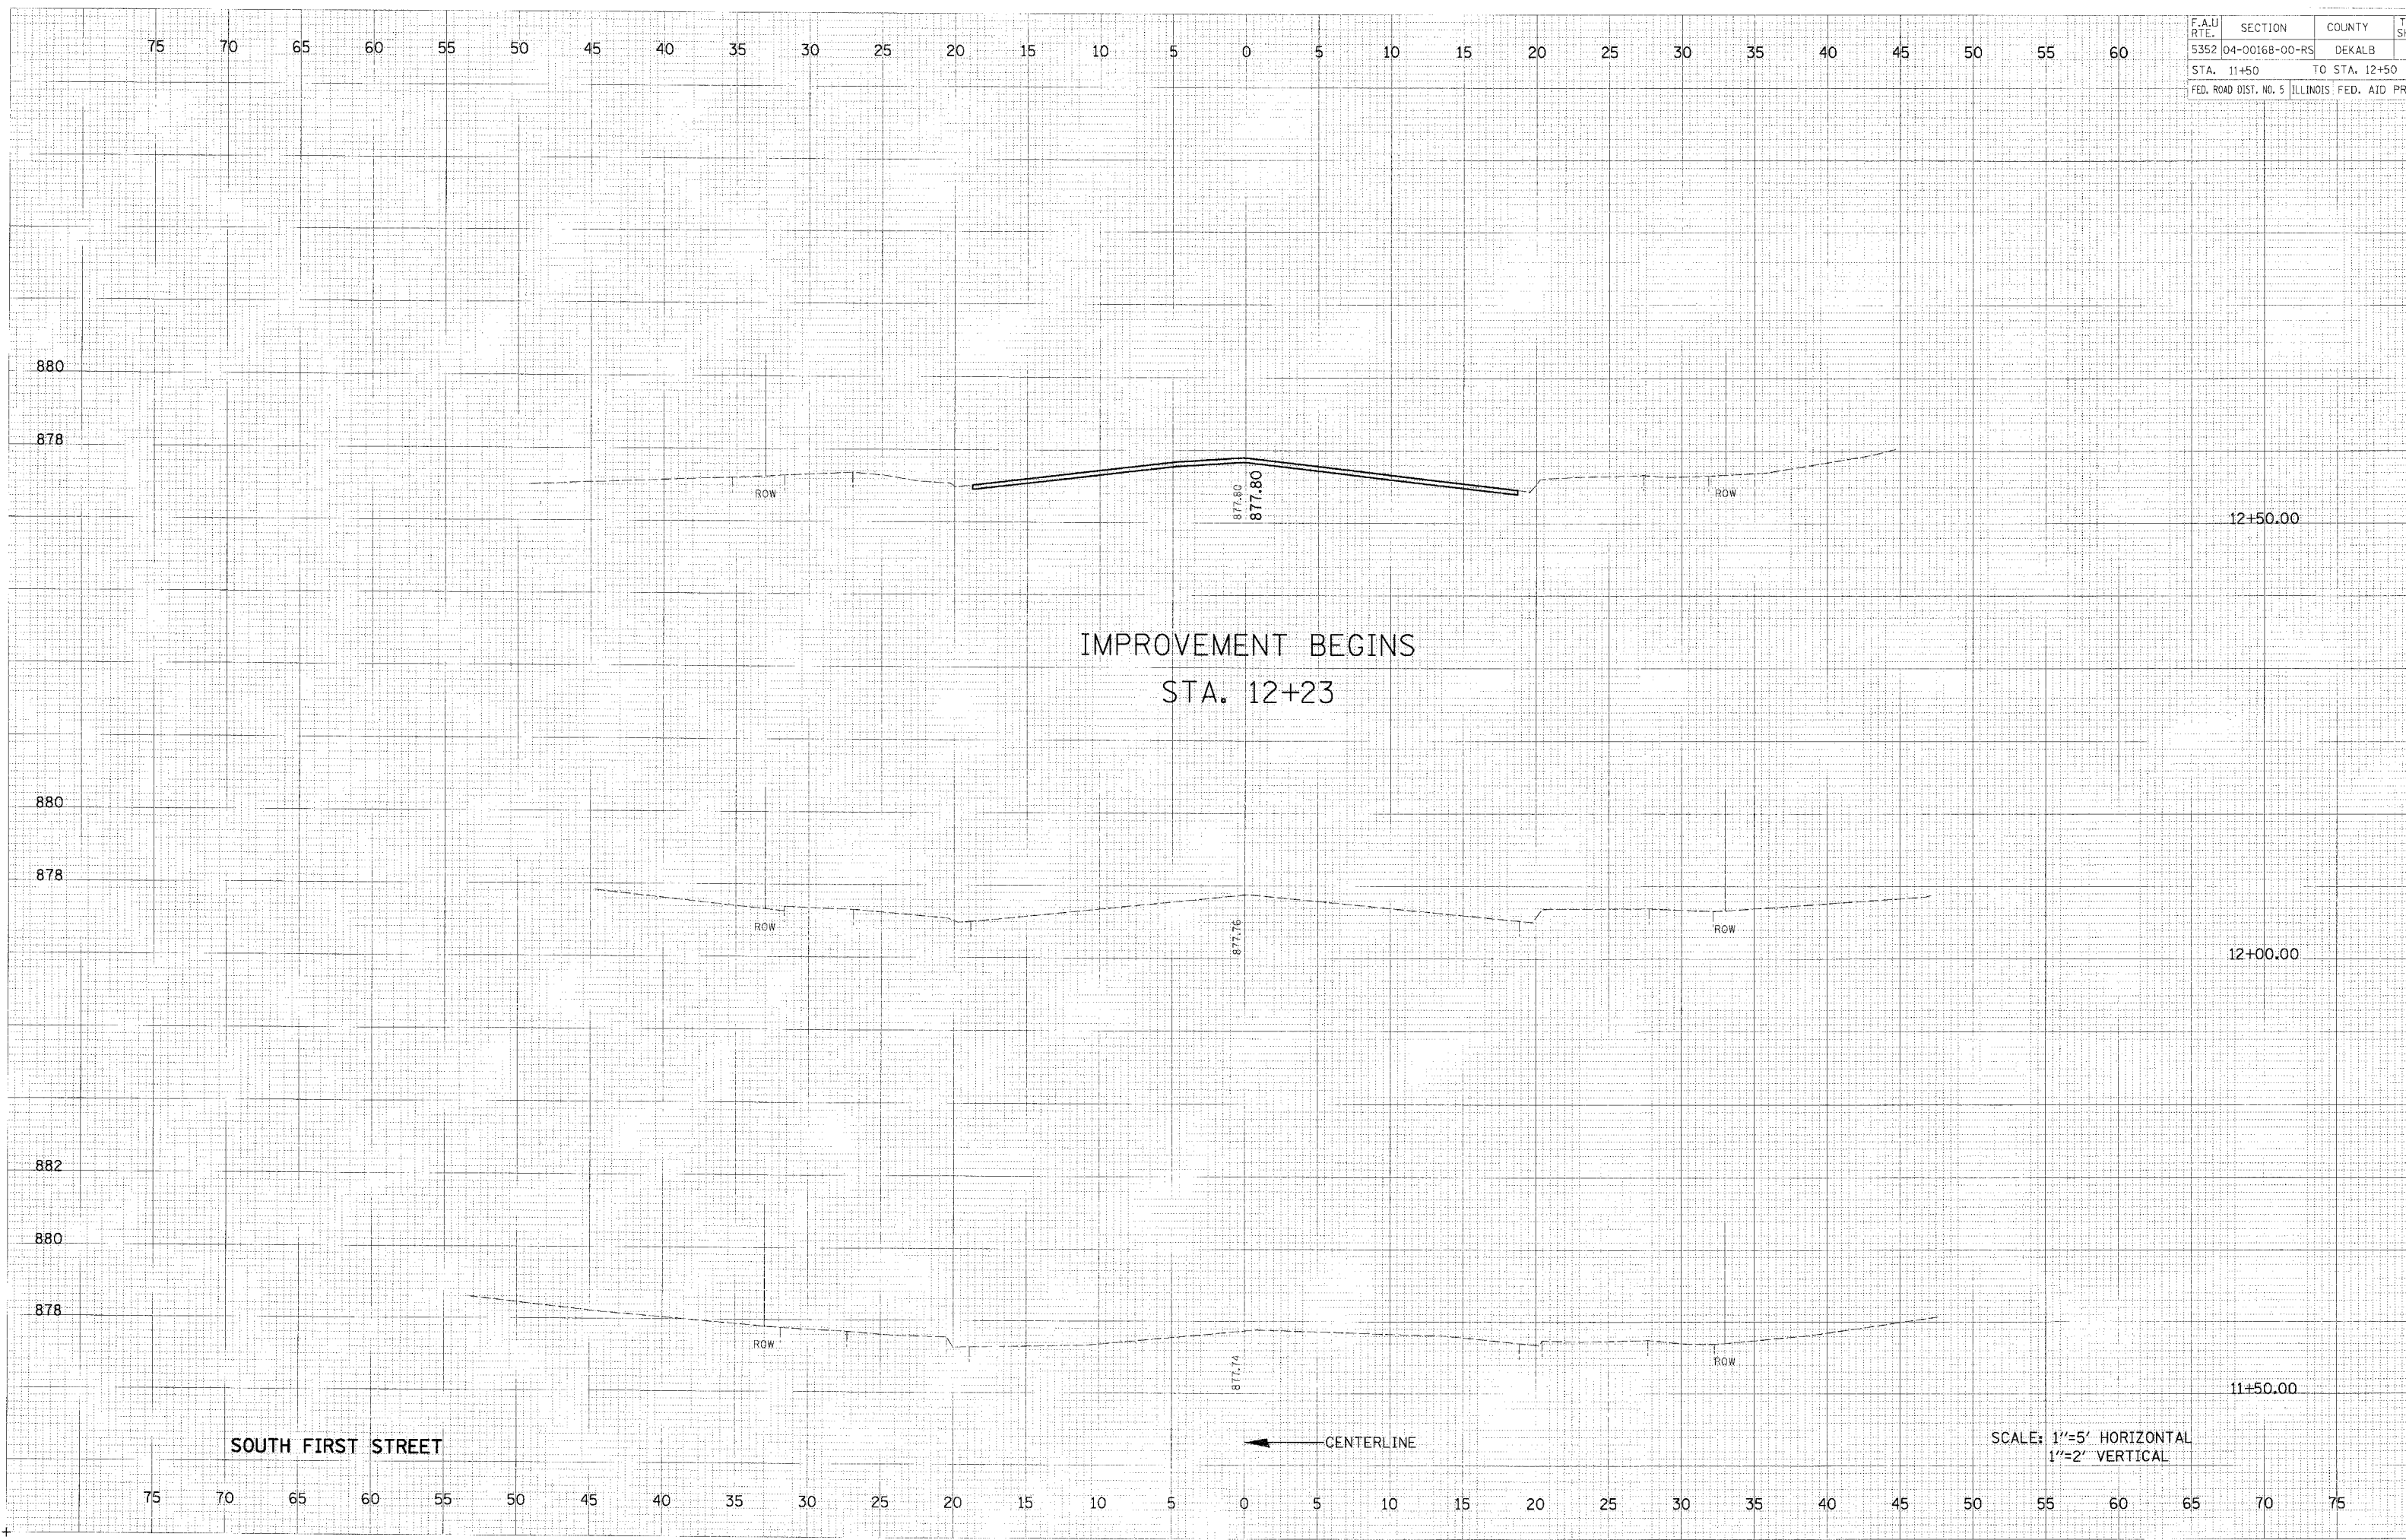 F.A.U RTE. SECTION COUNTY
5352 04-00168-00-RS DEKALB
STA. 11+50 TO STA. 12+50
FED. ROAD DIST. NO. 5 ILLINOIS FED. AID PR
75 70 65 60 55 50 45 40 35 30 25 20 15 10 5 0 5 10 15 20 25 30 35 40 45 50 55 60
880
878
ROW
877.80
877.80
ROW
12+50.00
IMPROVEMENT BEGINS
STA. 12+23
880
878
ROW
877.76
ROW
12+00.00
882
880
878
ROW
877.74
ROW
11+50.00
SOUTH FIRST STREET
CENTERLINE
SCALE: 1"=5' HORIZONTAL
1"=2' VERTICAL
75 70 65 60 55 50 45 40 35 30 25 20 15 10 5 0 5 10 15 20 25 30 35 40 45 50 55 60 65 70 75